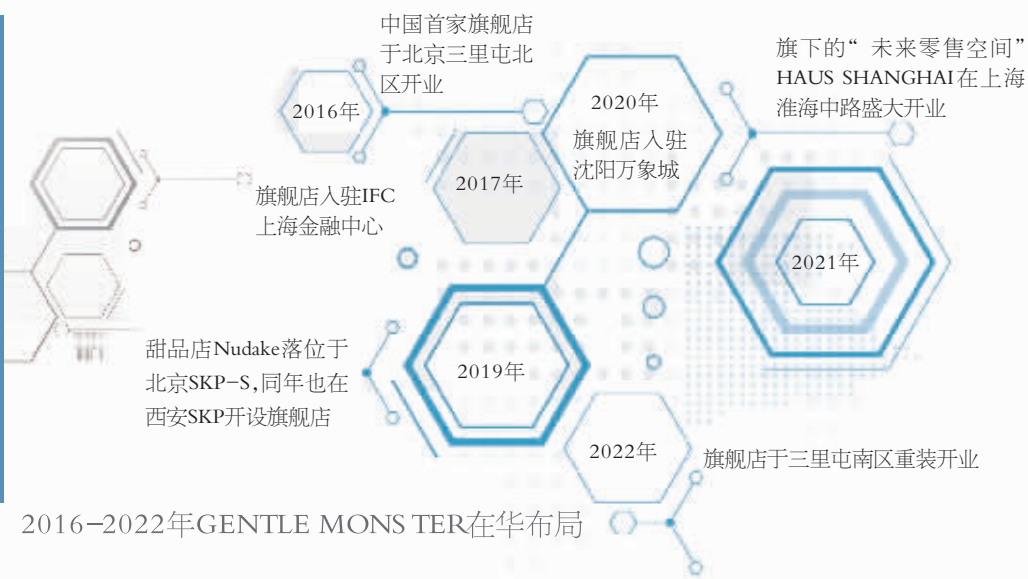 中国首家旗舰店
于北京三里屯北
区开业
2016年
旗舰店入驻IFC
上海金融中心
2017年
甜品店Nudake落位于
北京SKP-S,同年也在
西安SKP开设旗舰店
2019年
2020年
旗舰店入驻
沈阳万象城
旗下的“未来零售空间”
HAUS SHANGHAI在上海
淮海中路盛大开业
2021年
2022年
旗舰店于三里屯南区重装开业
2016-2022年GENTLE MONS TER在华布局